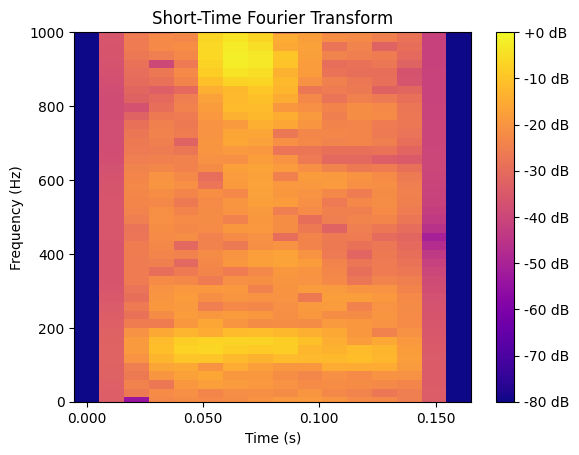 Short-Time Fourier Transform
1000
800
600
400
200
0
Frequency (Hz)
0.000
0.050
0.100
0.150
Time (s)
+0 dB
-10 dB
-20 dB
-30 dB
-40 dB
-50 dB
-60 dB
-70 dB
-80 dB